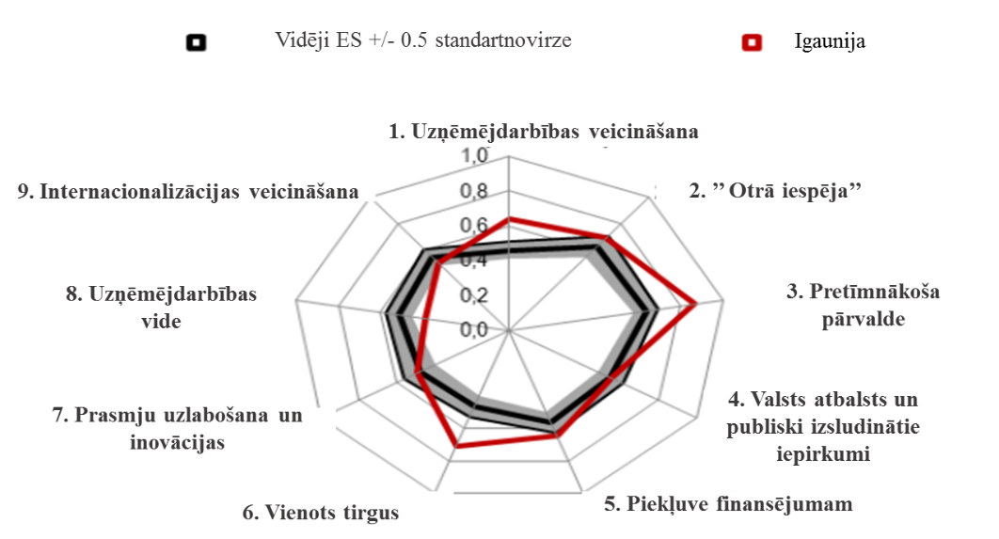 Vidēji ES +/- 0.5 standartnovirze
Igaunija
1. Uzņēmējdarbības veicināšana
1,0
9. Internacionalizācijas veicināšana
0,8
2. ”Otrā iespēja”
0,6
0,4
8. Uzņēmējdarbības
vide
0,2
3. Pretīmnākoša
pārvalde
0,0
7. Prasmju uzlabošana un
inovācijas
4. Valsts atbalsts un
publiski izsludinātie
iepirkumi
6. Vienots tirgus
5. Piekļuve finansējumam